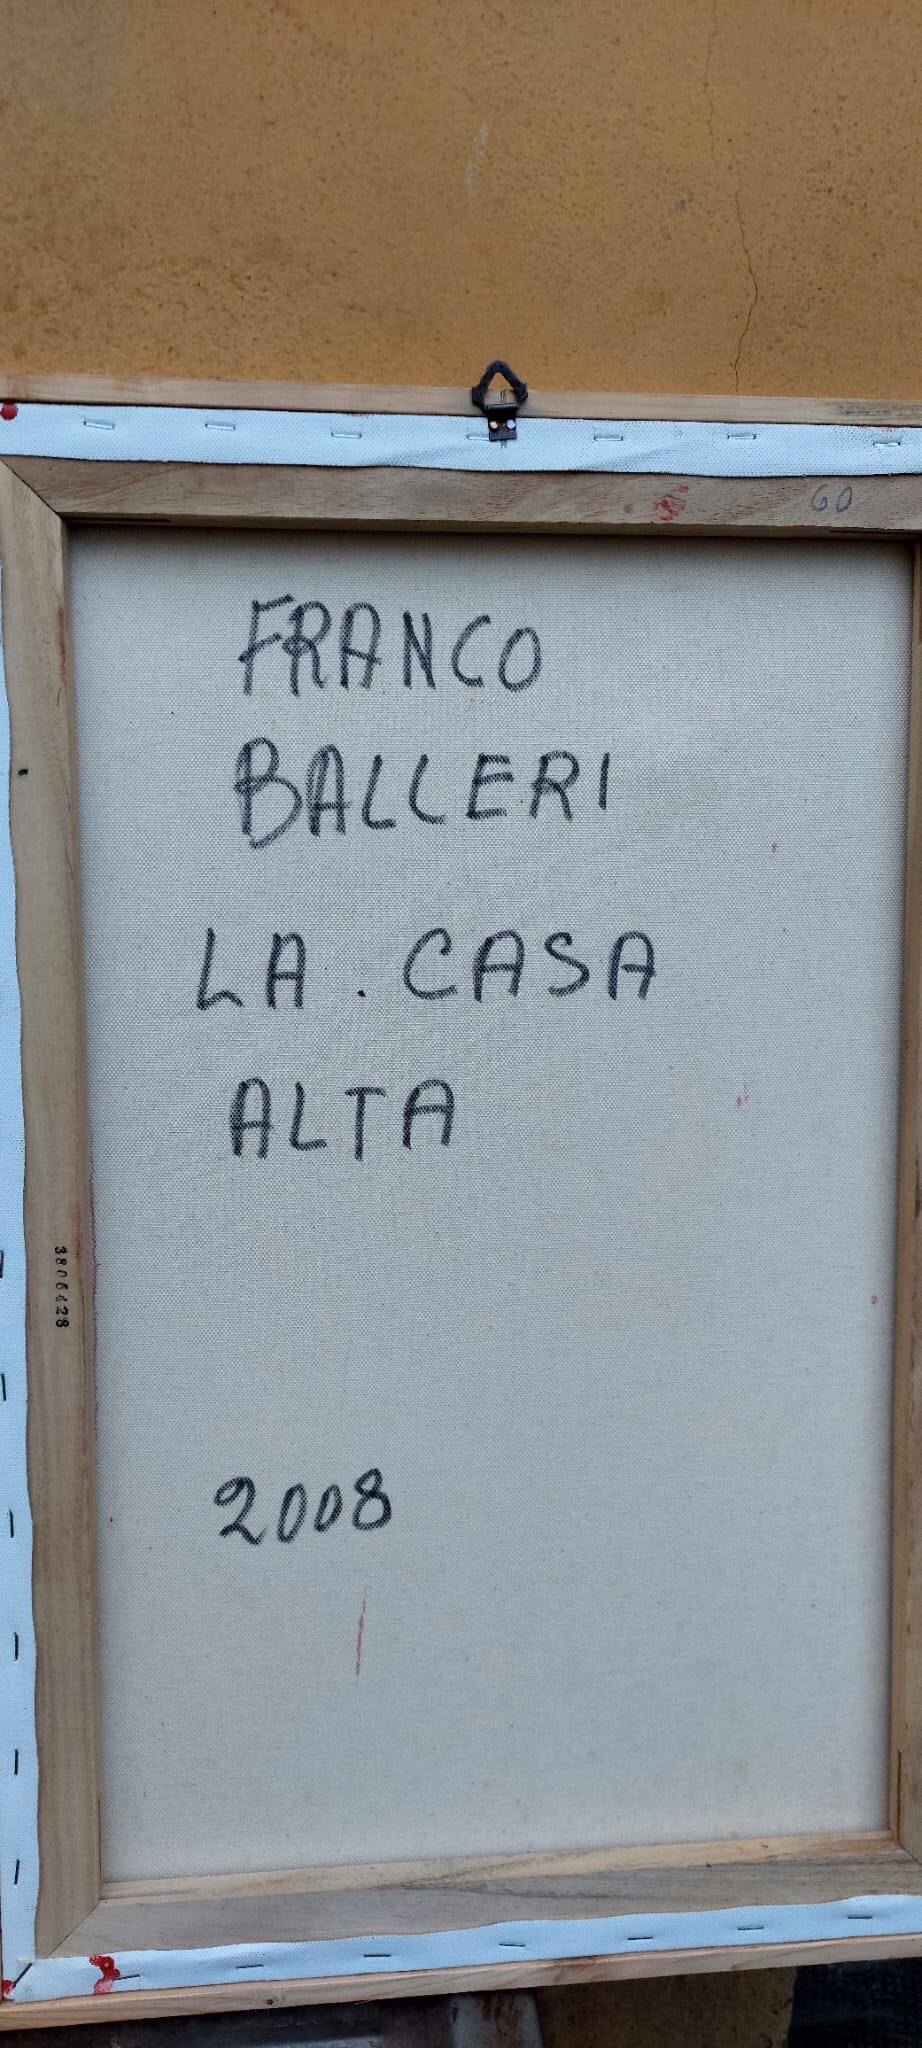 60
FRANCO
BALLERI
LA . CASA
ALTA
3806428
2008